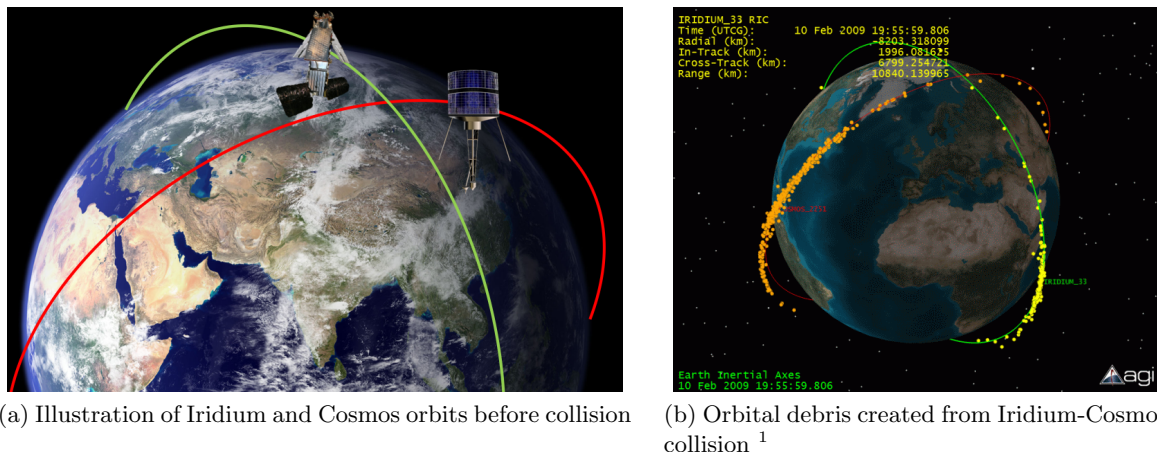 IRIDIUM_33 RIC
Time (UTCG): 10 Feb 2009 19:55:59.806
Radial (km): -8203.318099
In-Track (km): 1996.081625
Cross-Track (km): 6799.254721
Range (km): 10840.139965
IRIDIUM_33
Earth Inertial Axes
10 Feb 2009 19:55:59.806
agi
(a) Illustration of Iridium and Cosmos orbits before collision
(b) Orbital debris created from Iridium-Cosmo
collision 1